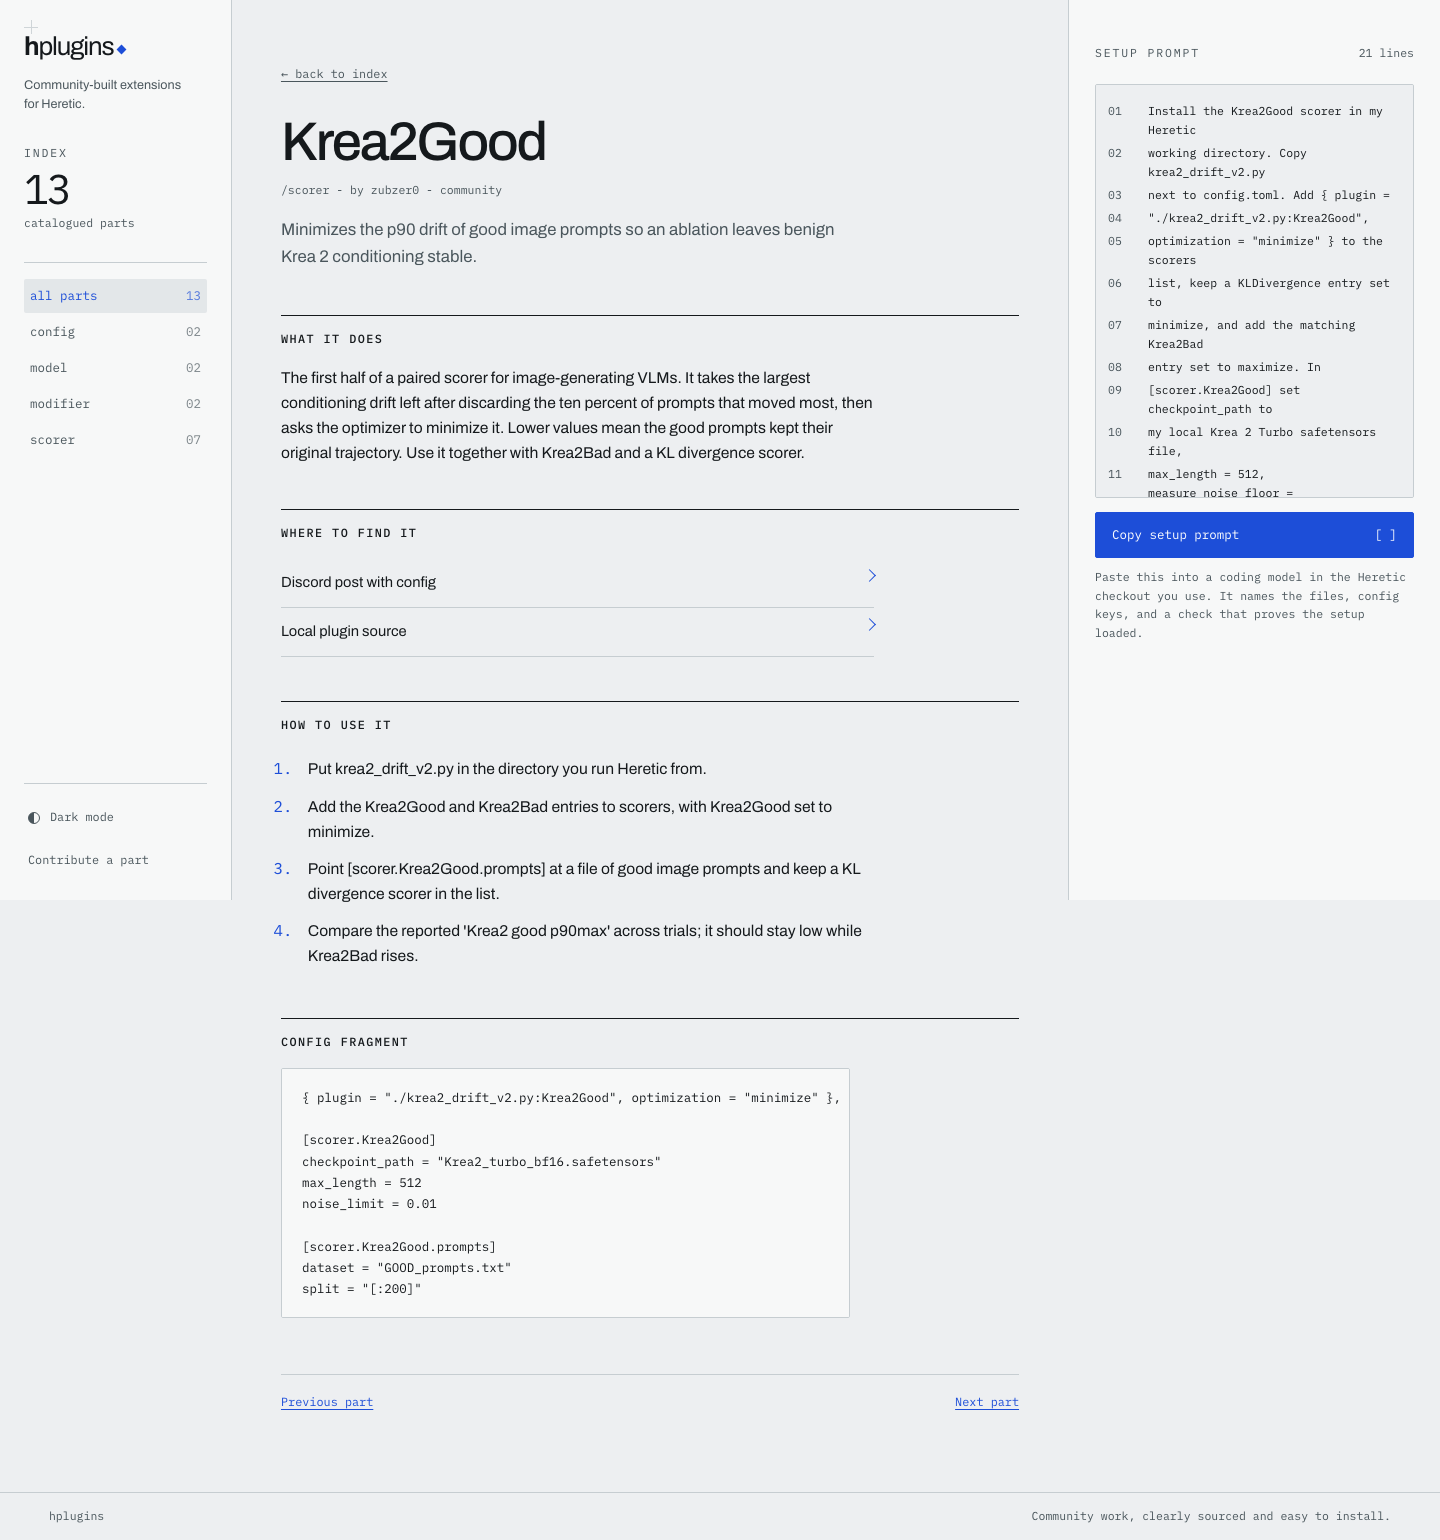 hplugins
Community-built extensions
for Heretic.
INDEX
13
catalogued parts
all parts 13
config 02
model 02
modifier 02
scorer 07
Dark mode
Contribute a part
← back to index
Krea2Good
/scorer - by zubzer0 - community
Minimizes the p90 drift of good image prompts so an ablation leaves benign
Krea 2 conditioning stable.
WHAT IT DOES
The first half of a paired scorer for image-generating VLMs. It takes the largest
conditioning drift left after discarding the ten percent of prompts that moved most, then
asks the optimizer to minimize it. Lower values mean the good prompts kept their
original trajectory. Use it together with Krea2Bad and a KL divergence scorer.
WHERE TO FIND IT
Discord post with config
Local plugin source
HOW TO USE IT
1. Put krea2_drift_v2.py in the directory you run Heretic from.
2. Add the Krea2Good and Krea2Bad entries to scorers, with Krea2Good set to
minimize.
3. Point [scorer.Krea2Good.prompts] at a file of good image prompts and keep a KL
divergence scorer in the list.
4. Compare the reported 'Krea2 good p90max' across trials; it should stay low while
Krea2Bad rises.
CONFIG FRAGMENT
{ plugin = "./krea2_drift_v2.py:Krea2Good", optimization = "minimize" },
[scorer.Krea2Good]
checkpoint_path = "Krea2_turbo_bf16.safetensors"
max_length = 512
noise_limit = 0.01
[scorer.Krea2Good.prompts]
dataset = "GOOD_prompts.txt"
split = "[:200]"
Previous part
Next part
SETUP PROMPT 21 lines
01 Install the Krea2Good scorer in my
Heretic
02 working directory. Copy
krea2_drift_v2.py
03 next to config.toml. Add { plugin =
04 "./krea2_drift_v2.py:Krea2Good",
05 optimization = "minimize" } to the
scorers
06 list, keep a KLDivergence entry set
to
07 minimize, and add the matching
Krea2Bad
08 entry set to maximize. In
09 [scorer.Krea2Good] set
checkpoint_path to
10 my local Krea 2 Turbo safetensors
file,
11 max_length = 512,
measure_noise_floor =
Copy setup prompt [ ]
Paste this into a coding model in the Heretic
checkout you use. It names the files, config
keys, and a check that proves the setup
loaded.
hplugins
Community work, clearly sourced and easy to install.